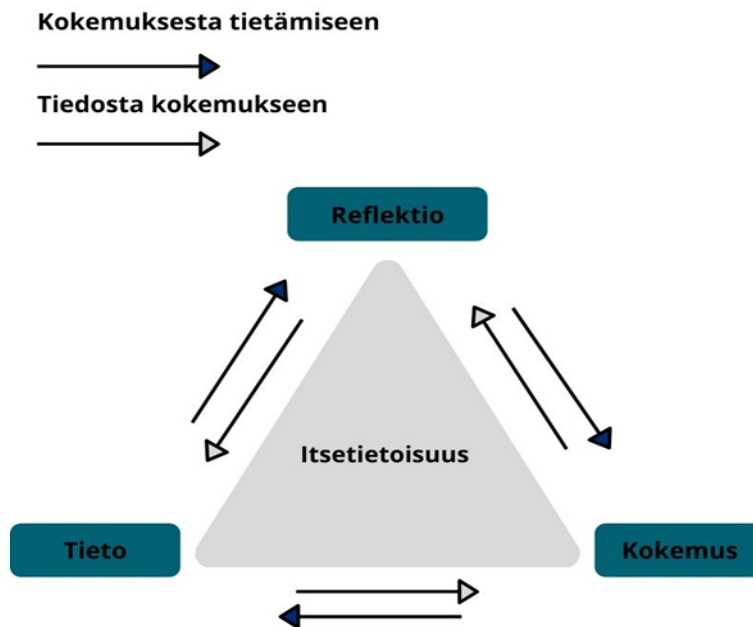 Kokemuksesta tietämiseen
Tiedosta kokemukseen
Reflektio
Itsetietoisuus
Tieto
Kokemus